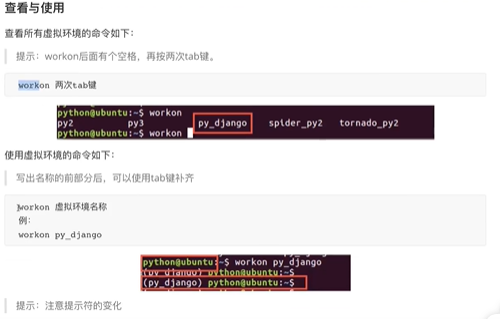 查看与使用
查看所有虚拟环境的命令如下：
提示：workon后面有个空格，再按两次tab键。
workon 两次tab键
python@ubuntu:~$ workon
py2 py3 py_django spider_py2 tornado_py2
python@ubuntu:~$ workon
使用虚拟环境的命令如下：
写出名称的前部分后，可以使用tab键补齐
workon 虚拟环境名称
例：
workon py_django
python@ubuntu:~$ workon py_django
(py_django) python@ubuntu:~$
(py_django) python@ubuntu:~$
提示：注意提示符的变化